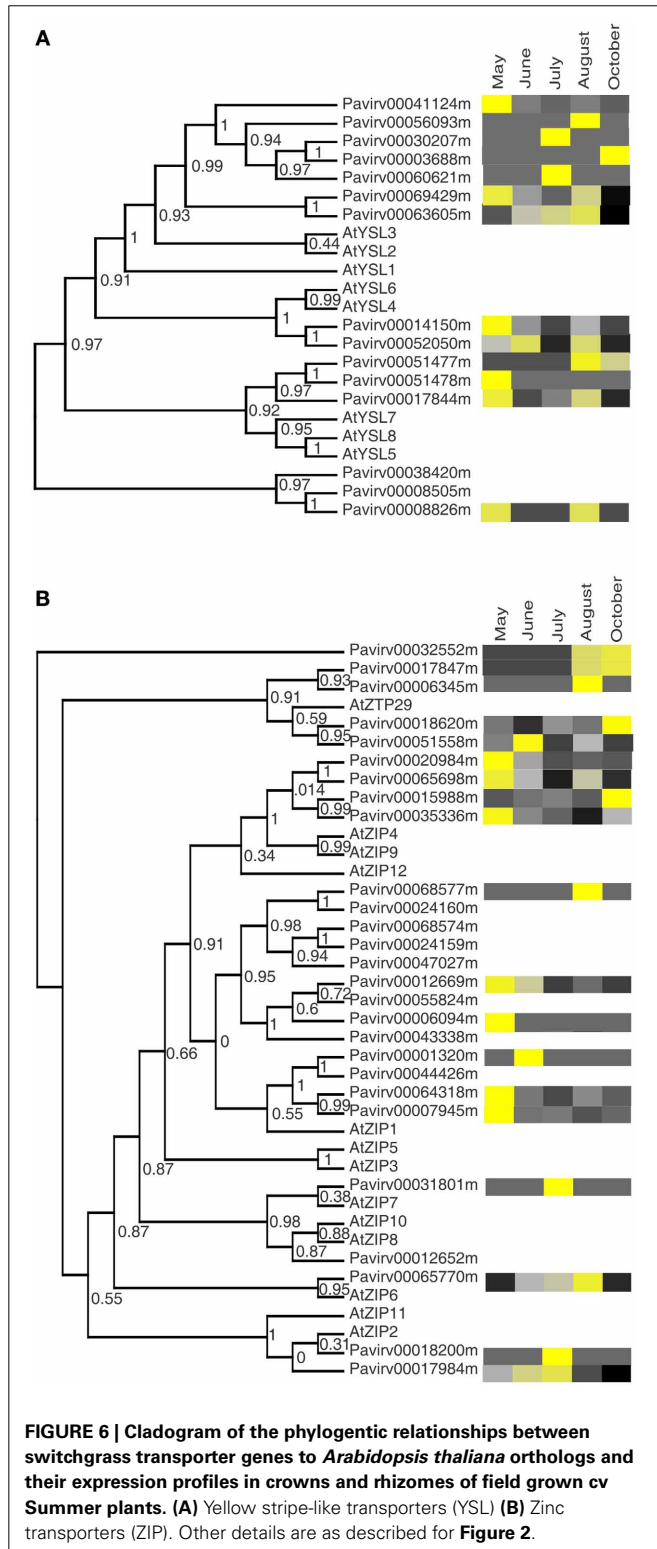 A
May
June
July
August
October
Pavirv00041124m
1
Pavirv00056093m
0.94
Pavirv00030207m
0.99
1
Pavirv00003688m
0.97
Pavirv00060621m
0.93
Pavirv00069429m
1
Pavirv00063605m
1
AtYSL3
0.44
AtYSL2
0.91
AtYSL1
AtYSL6
0.99
AtYSL4
1
Pavirv00014150m
0.97
1
Pavirv00052050m
Pavirv00051477m
1
Pavirv00051478m
0.97
Pavirv00017844m
0.92
AtYSL7
0.95
AtYSL8
1
AtYSL5
Pavirv00038420m
0.97
Pavirv00008505m
1
Pavirv00008826m
B
May
June
July
August
October
Pavirv00032552m
Pavirv00017847m
0.93
Pavirv00006345m
0.91
AtZTP29
0.59
Pavirv00018620m
0.95
Pavirv00051558m
Pavirv00020984m
1
Pavirv00065698m
.014
Pavirv00015988m
1
0.99
Pavirv00035336m
AtZIP4
0.34
0.99
AtZIP9
AtZIP12
Pavirv00068577m
1
Pavirv00024160m
0.98
Pavirv00068574m
0.91
1
Pavirv00024159m
0.94
Pavirv00047027m
0.95
Pavirv00012669m
0.72
Pavirv00055824m
0.6
Pavirv00006094m
1
Pavirv00043338m
0.66
0
Pavirv00001320m
1
Pavirv00044426m
1
Pavirv00064318m
0.99
Pavirv00007945m
0.55
AtZIP1
AtZIP5
1
AtZIP3
0.87
Pavirv00031801m
0.38
AtZIP7
0.98
AtZIP10
0.88
AtZIP8
0.87
0.87
Pavirv00012652m
Pavirv00065770m
0.95
AtZIP6
0.55
AtZIP11
1
AtZIP2
0.31
Pavirv00018200m
0
Pavirv00017984m
FIGURE 6 | Cladogram of the phylogentic relationships between
switchgrass transporter genes to Arabidopsis thaliana orthologs and
their expression profiles in crowns and rhizomes of field grown cv
Summer plants. (A) Yellow stripe-like transporters (YSL) (B) Zinc
transporters (ZIP). Other details are as described for Figure 2.